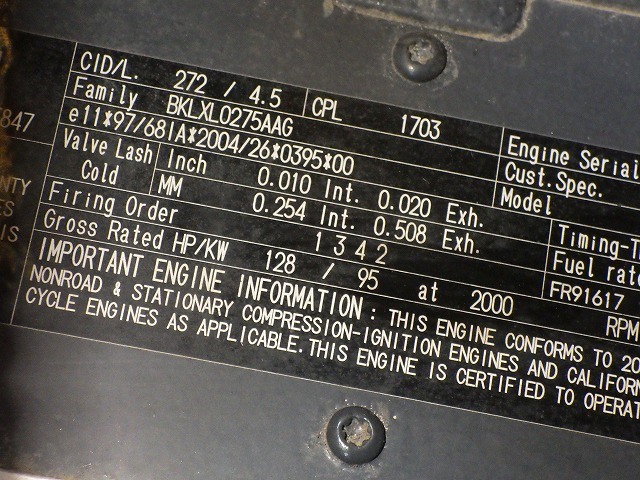 CID/L. 272 / 4.5 CPL 1703 Engine Serial
Family BKLXL0275AAG Cust.Spec.
e11*97/68IA*2004/26*0395*00 Model
Valve Lash Inch 0.010 Int. 0.020 Exh. Timing-T
Cold MM 0.254 Int. 0.508 Exh. Fuel rate
Firing Order 1 3 4 2 FR91617
Gross Rated HP/KW 128 / 95 at 2000 RPM
IMPORTANT ENGINE INFORMATION : THIS ENGINE CONFORMS TO 20
NONROAD & STATIONARY COMPRESSION-IGNITION ENGINES AND CALIFOR
CYCLE ENGINES AS APPLICABLE.THIS ENGINE IS CERTIFIED TO OPERAT
847
NTY
ES
IS